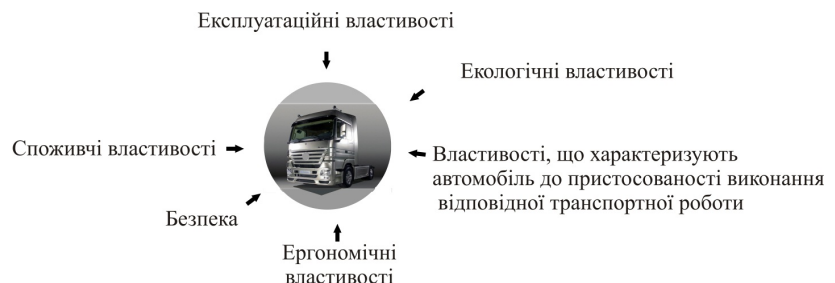 Експлуатаційні властивості
Екологічні властивості
Споживчі властивості
Властивості, що характеризують
автомобіль до пристосованості виконання
відповідної транспортної роботи
Безпека
Ергономічні
властивості